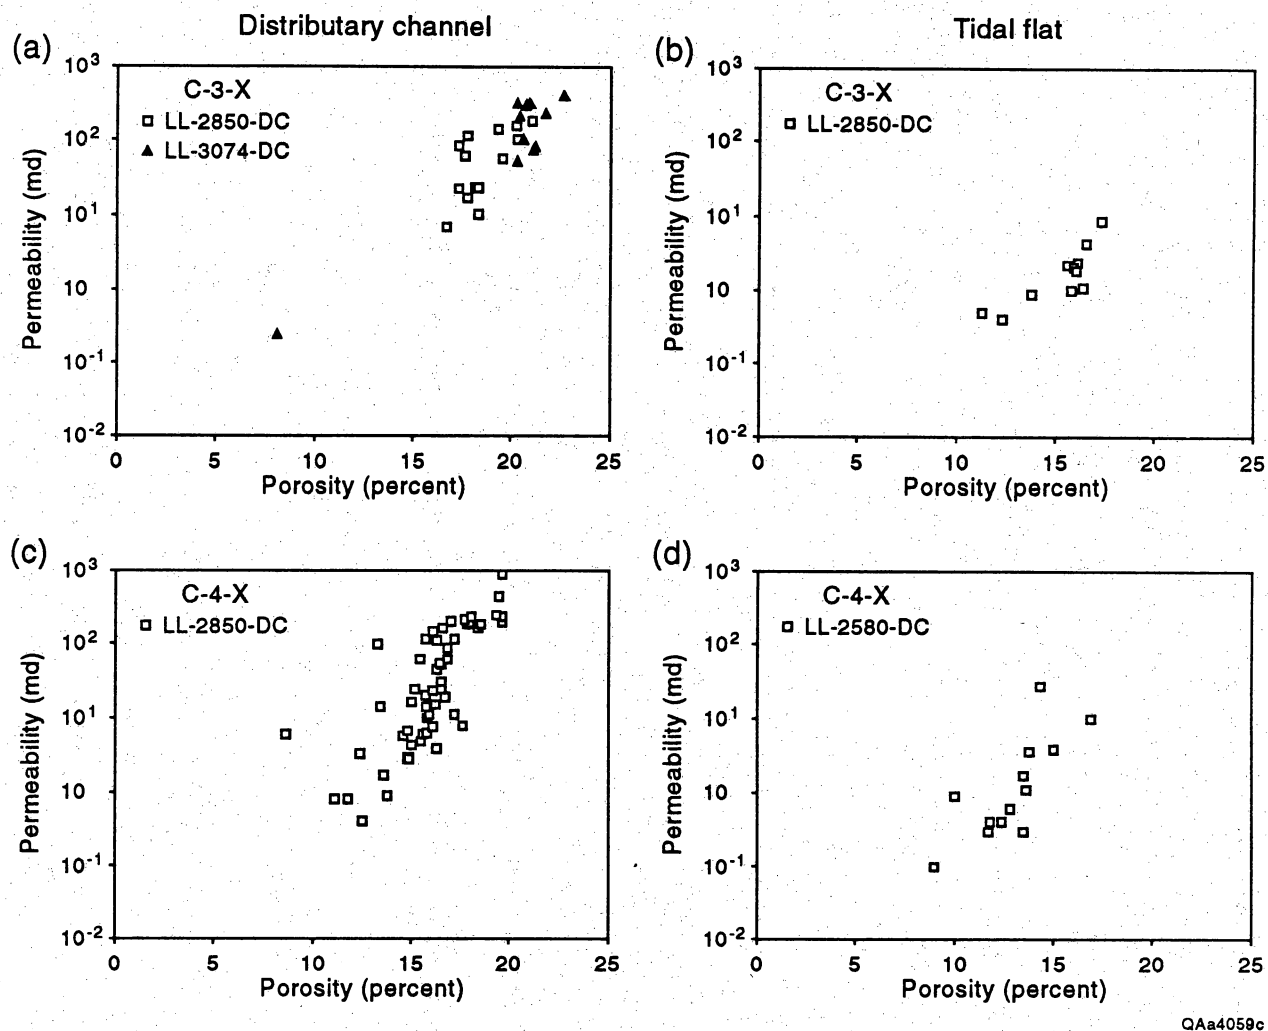 Distributary channel
Tidal flat
(a)
C-3-X
LL-2850-DC
LL-3074-DC
Permeability (md)
10³
10²
10¹
10
10⁻¹
10⁻²
0 5 10 15 20 25
Porosity (percent)
(b)
C-3-X
LL-2850-DC
Permeability (md)
10³
10²
10¹
10
10⁻¹
10⁻²
0 5 10 15 20 25
Porosity (percent)
(c)
C-4-X
LL-2850-DC
Permeability (md)
10³
10²
10¹
10
10⁻¹
10⁻²
0 5 10 15 20 25
Porosity (percent)
(d)
C-4-X
LL-2580-DC
Permeability (md)
10³
10²
10¹
10
10⁻¹
10⁻²
0 5 10 15 20 25
Porosity (percent)
QAa4059c